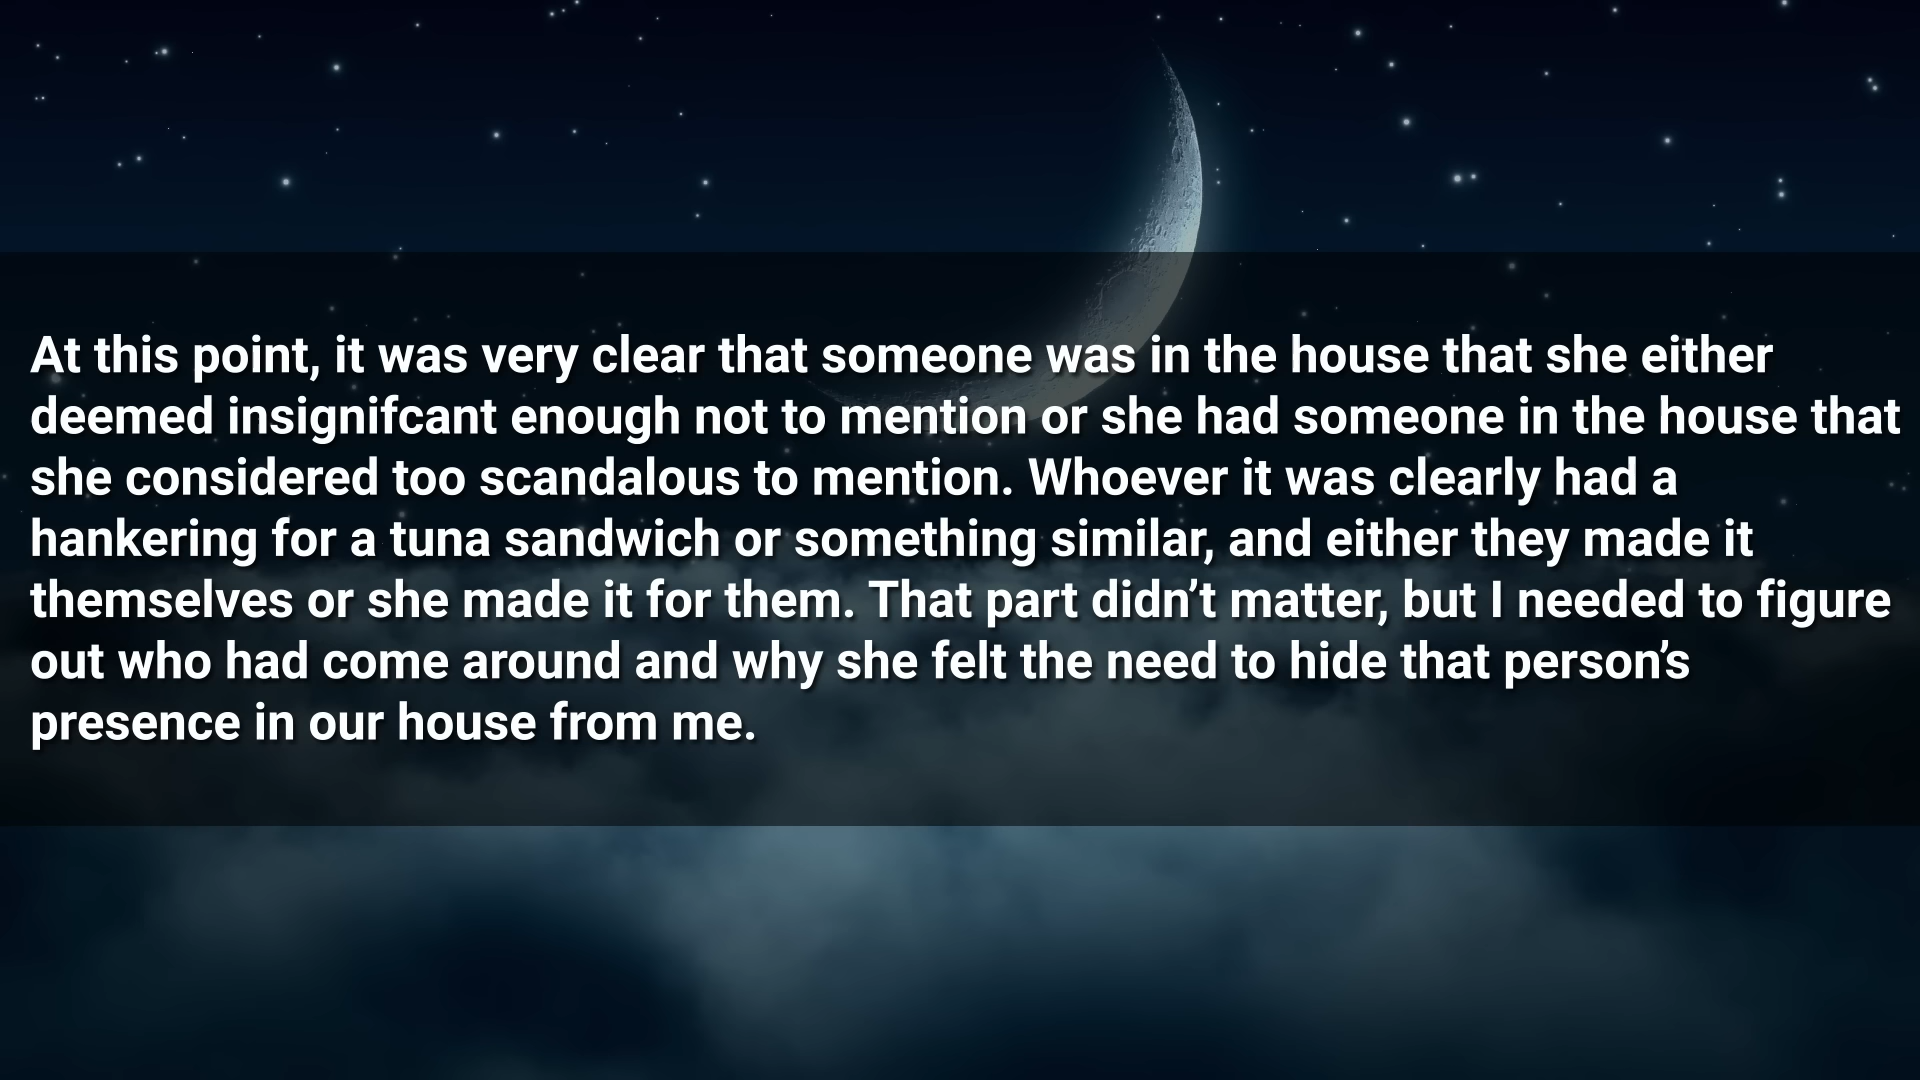 At this point, it was very clear that someone was in the house that she either
deemed insignifcant enough not to mention or she had someone in the house that
she considered too scandalous to mention. Whoever it was clearly had a
hankering for a tuna sandwich or something similar, and either they made it
themselves or she made it for them. That part didn’t matter, but I needed to figure
out who had come around and why she felt the need to hide that person’s
presence in our house from me.